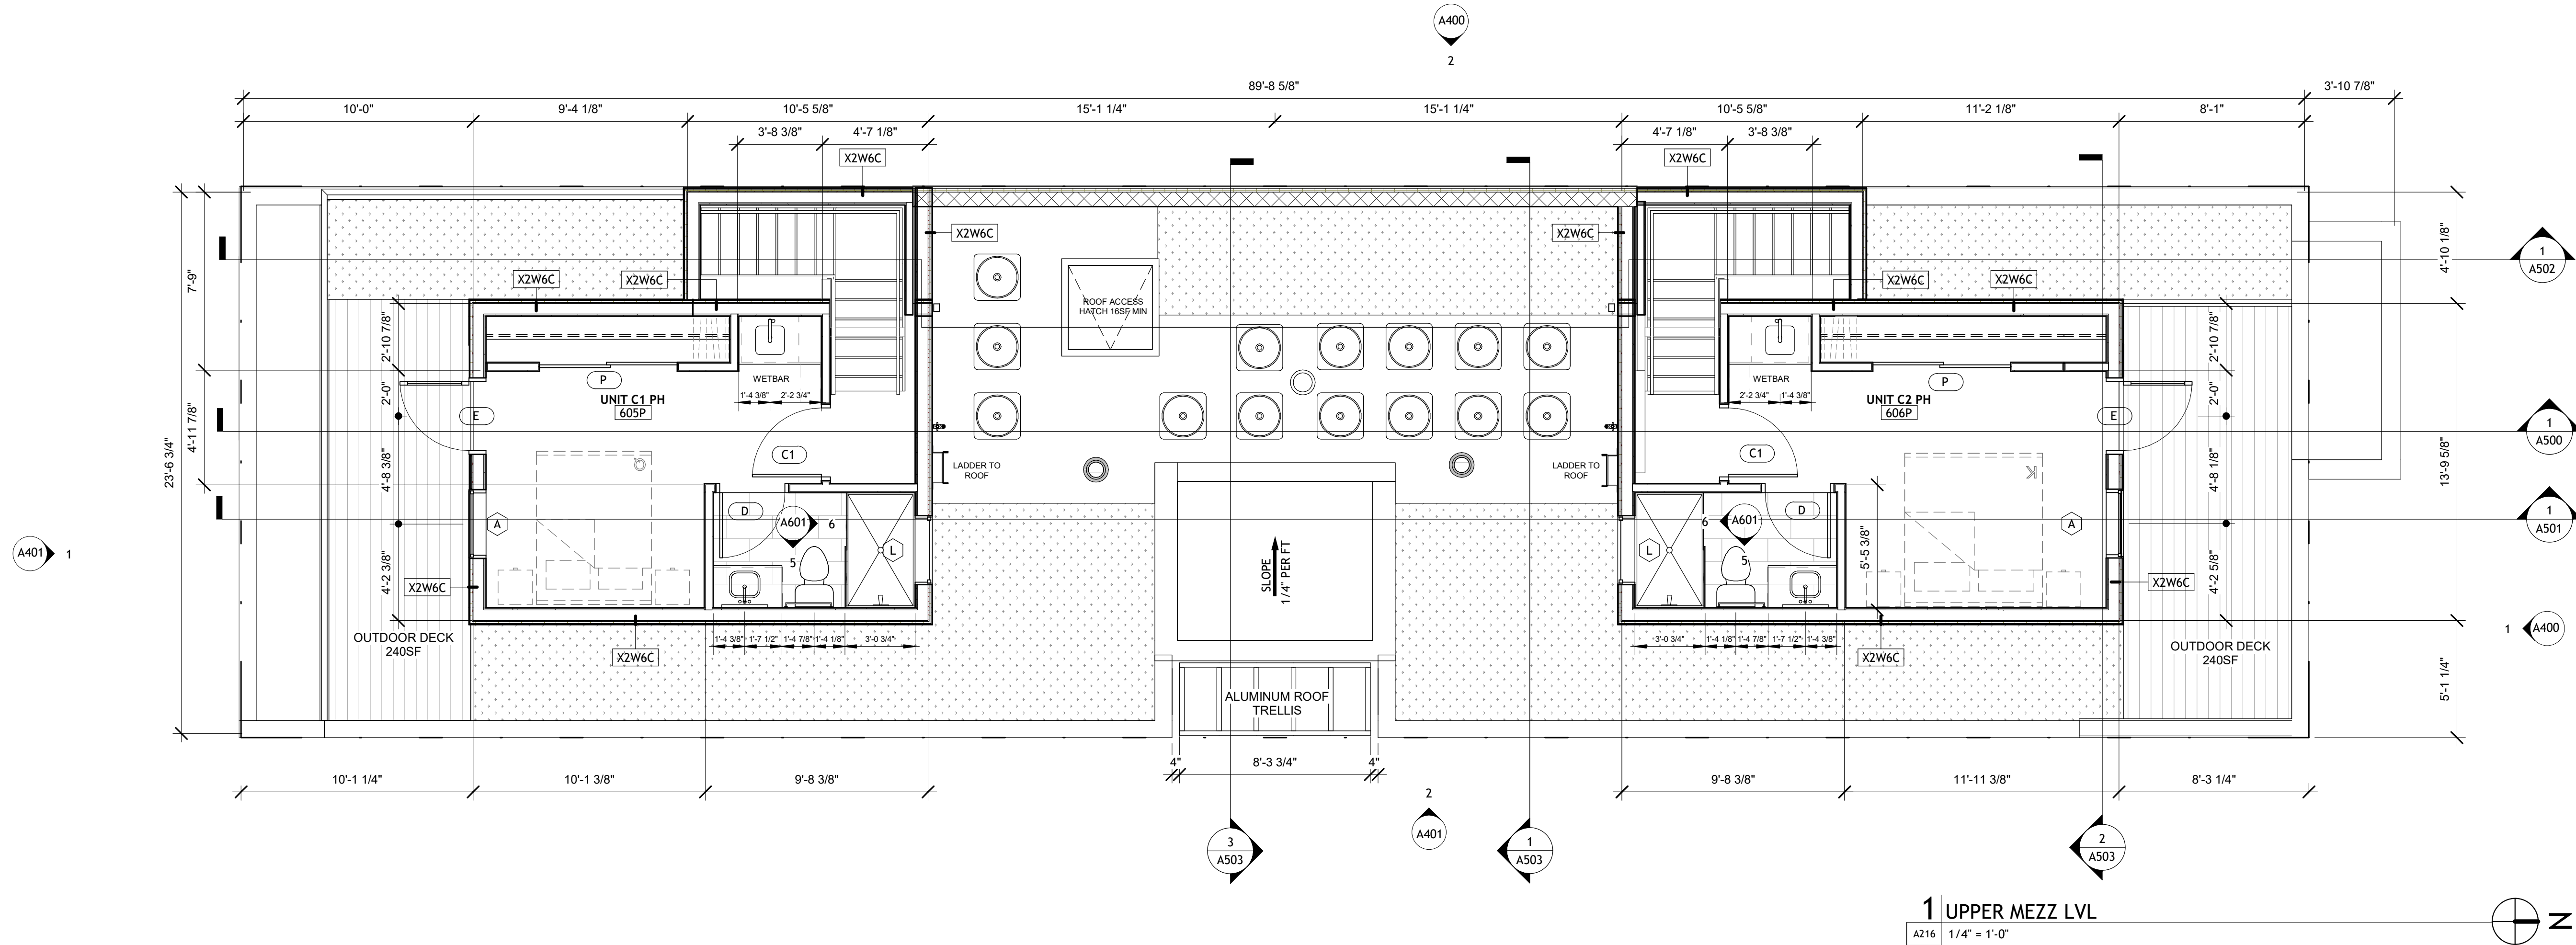 A400
2
89'-8 5/8"
3'-10 7/8"
10'-0"
9'-4 1/8"
10'-5 5/8"
15'-1 1/4"
15'-1 1/4"
10'-5 5/8"
11'-2 1/8"
8'-1"
3'-8 3/8"
4'-7 1/8"
4'-7 1/8"
3'-8 3/8"
X2W6C
X2W6C
X2W6C
X2W6C
X2W6C
X2W6C
X2W6C
X2W6C
7'-9"
4'-10 1/8"
1
A502
ROOF ACCESS
HATCH 16SF MIN
2'-10 7/8"
2'-10 7/8"
WETBAR
WETBAR
P
P
UNIT C1 PH
605P
UNIT C2 PH
606P
1'-4 3/8"
2'-2 3/4"
2'-2 3/4"
1'-4 3/8"
2'-0"
2'-0"
E
E
4'-11 7/8"
23'-6 3/4"
1
A500
C1
C1
LADDER TO
ROOF
LADDER TO
ROOF
Q
K
4'-8 3/8"
4'-8 1/8"
13'-9 5/8"
D
D
A
A
A601
6
5
A601
6
5
L
L
1
A501
5'-5 3/8"
A401
1
SLOPE
1/4" PER FT
4'-2 3/8"
4'-2 5/8"
X2W6C
X2W6C
OUTDOOR DECK
240SF
OUTDOOR DECK
240SF
1'-4 3/8"
1'-7 1/2"
1'-4 7/8"
1'-4 1/8"
3'-0 3/4"
3'-0 3/4"
1'-4 1/8"
1'-4 7/8"
1'-7 1/2"
1'-4 3/8"
X2W6C
X2W6C
1
A400
5'-1 1/4"
ALUMINUM ROOF
TRELLIS
4"
8'-3 3/4"
4"
10'-1 1/4"
10'-1 3/8"
9'-8 3/8"
9'-8 3/8"
11'-11 3/8"
8'-3 1/4"
2
A401
3
A503
1
A503
2
A503
1
UPPER MEZZ LVL
A216
1/4" = 1'-0"
N